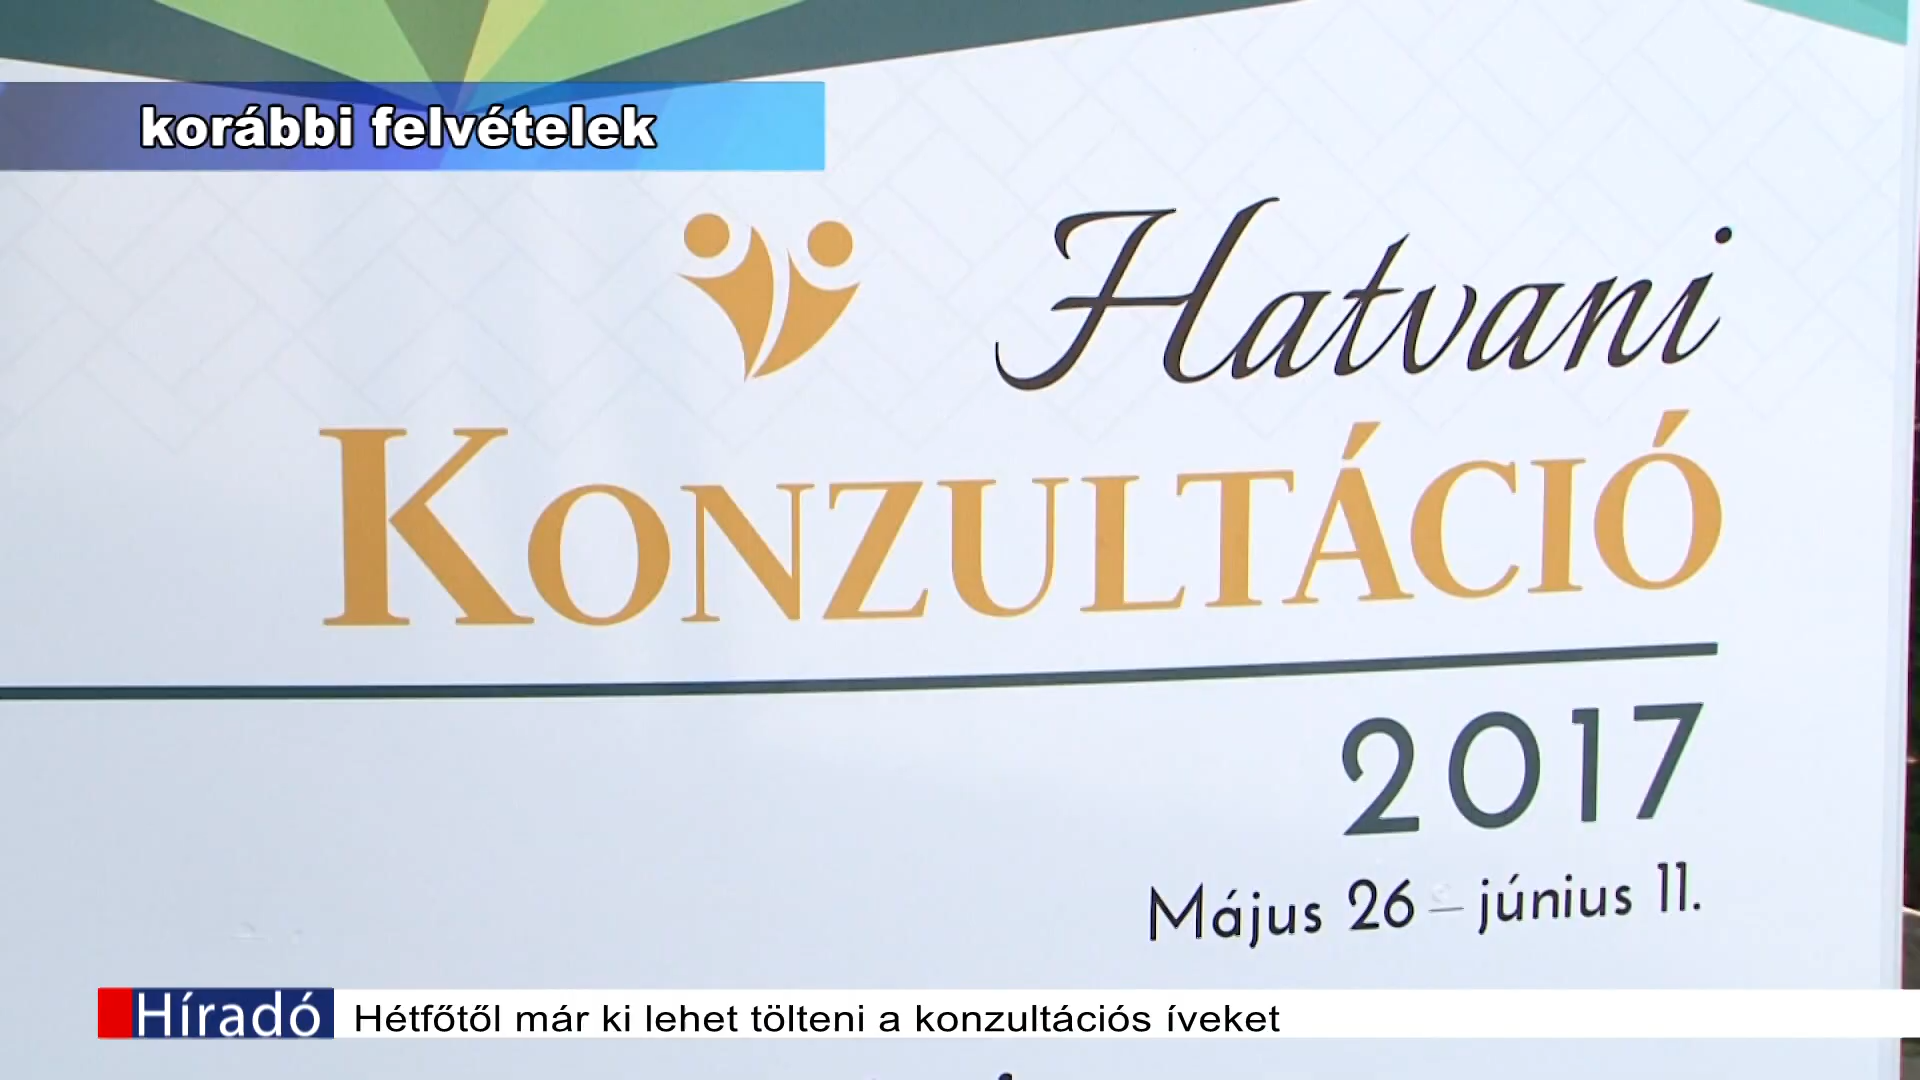 korábbi felvételek
Hatvani
KONZULTÁCIÓ
2017
Május 26 – június 11.
Híradó Hétfőtől már ki lehet tölteni a konzultációs íveket